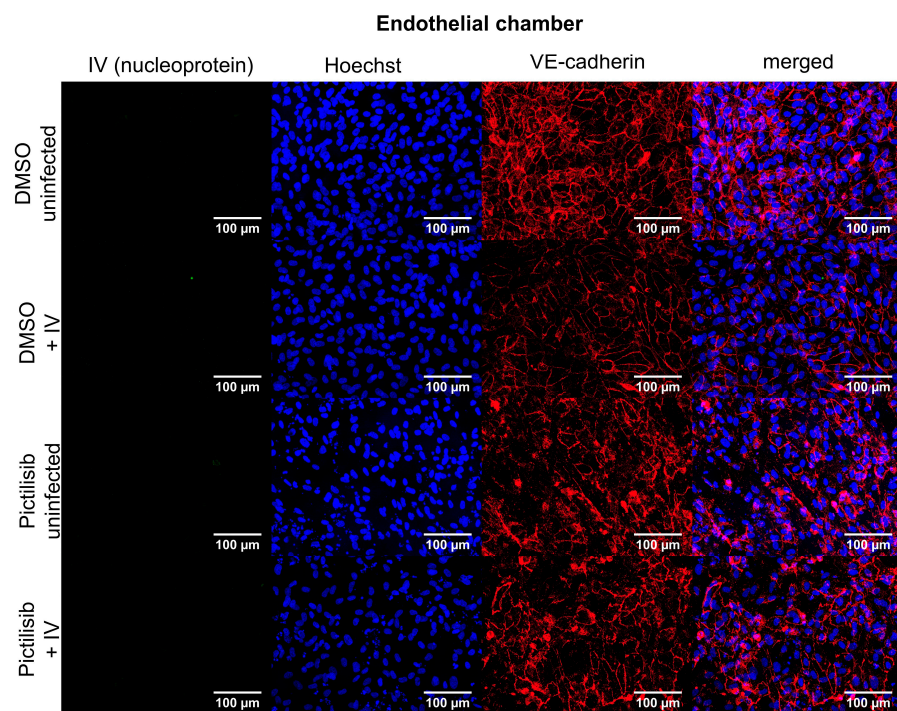 Endothelial chamber
IV (nucleoprotein)
Hoechst
VE-cadherin
merged
DMSO
uninfected
100 µm
100 µm
100 µm
100 µm
DMSO
+ IV
100 µm
100 µm
100 µm
100 µm
Pictilisib
uninfected
100 µm
100 µm
100 µm
100 µm
Pictilisib
+ IV
100 µm
100 µm
100 µm
100 µm